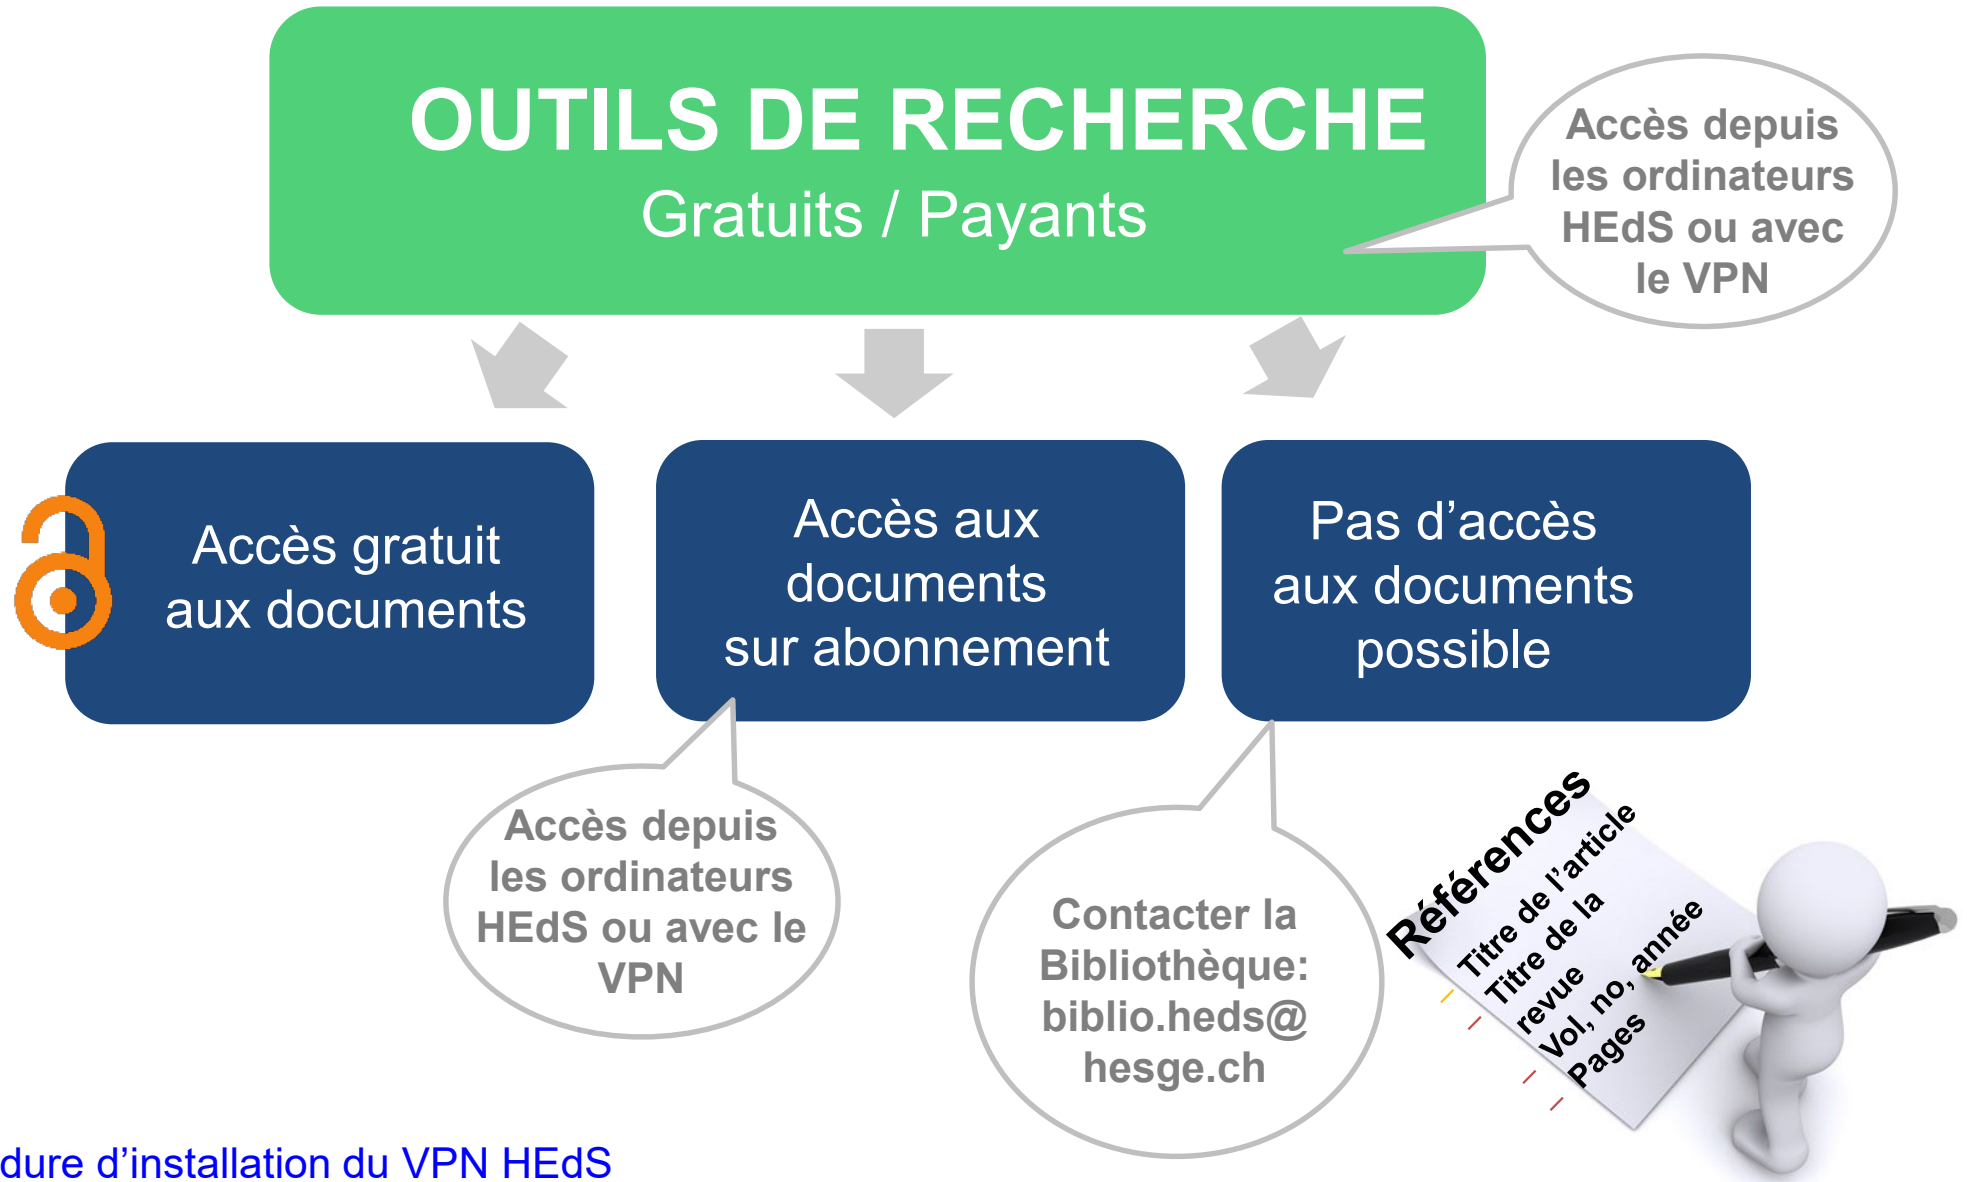 OUTILS DE RECHERCHE
Gratuits / Payants
Accès depuis
les ordinateurs
HEdS ou avec
le VPN
Accès gratuit
aux documents
Accès aux
documents
sur abonnement
Pas d’accès
aux documents
possible
Accès depuis
les ordinateurs
HEdS ou avec le
VPN
Contacter la
Bibliothèque:
biblio.heds@
hesge.ch
Références
Titre de l’article
Titre de la
revue
Vol, no, année
Pages
dure d’installation du VPN HEdS